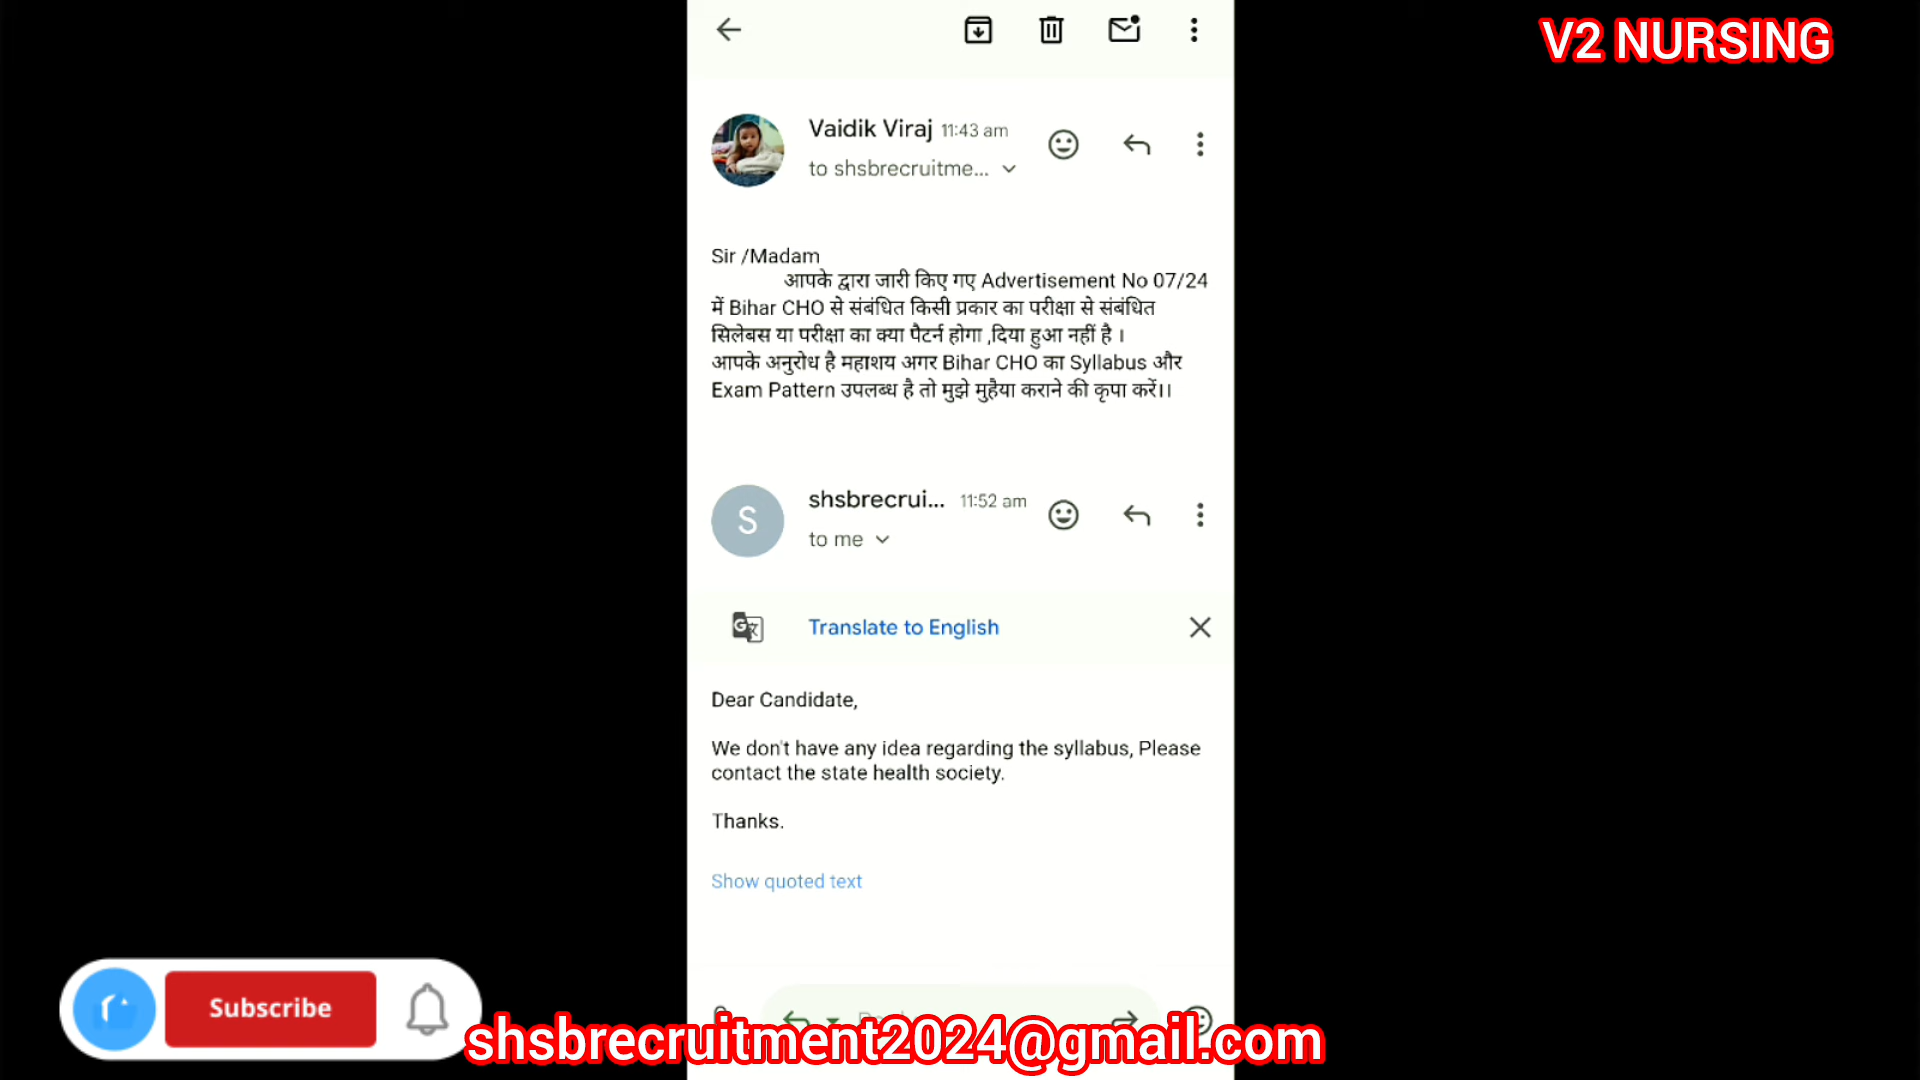 V2 NURSING
Vaidik Viraj 11:43 am
to shsbrecruitme...
Sir /Madam
आपके द्वारा जारी किए गए Advertisement No 07/24
में Bihar CHO से संबंधित किसी प्रकार का परीक्षा से संबंधित
सिलेबस या परीक्षा का क्या पैटर्न होगा ,दिया हुआ नहीं है ।
आपके अनुरोध है महाशय अगर Bihar CHO का Syllabus और
Exam Pattern उपलब्ध है तो मुझे मुहैया कराने की कृपा करें।।
S
shsbrecrui... 11:52 am
to me
Translate to English
Dear Candidate,
We don't have any idea regarding the syllabus, Please
contact the state health society.
Thanks.
Show quoted text
Subscribe
shsbrecruitment2024@gmail.com